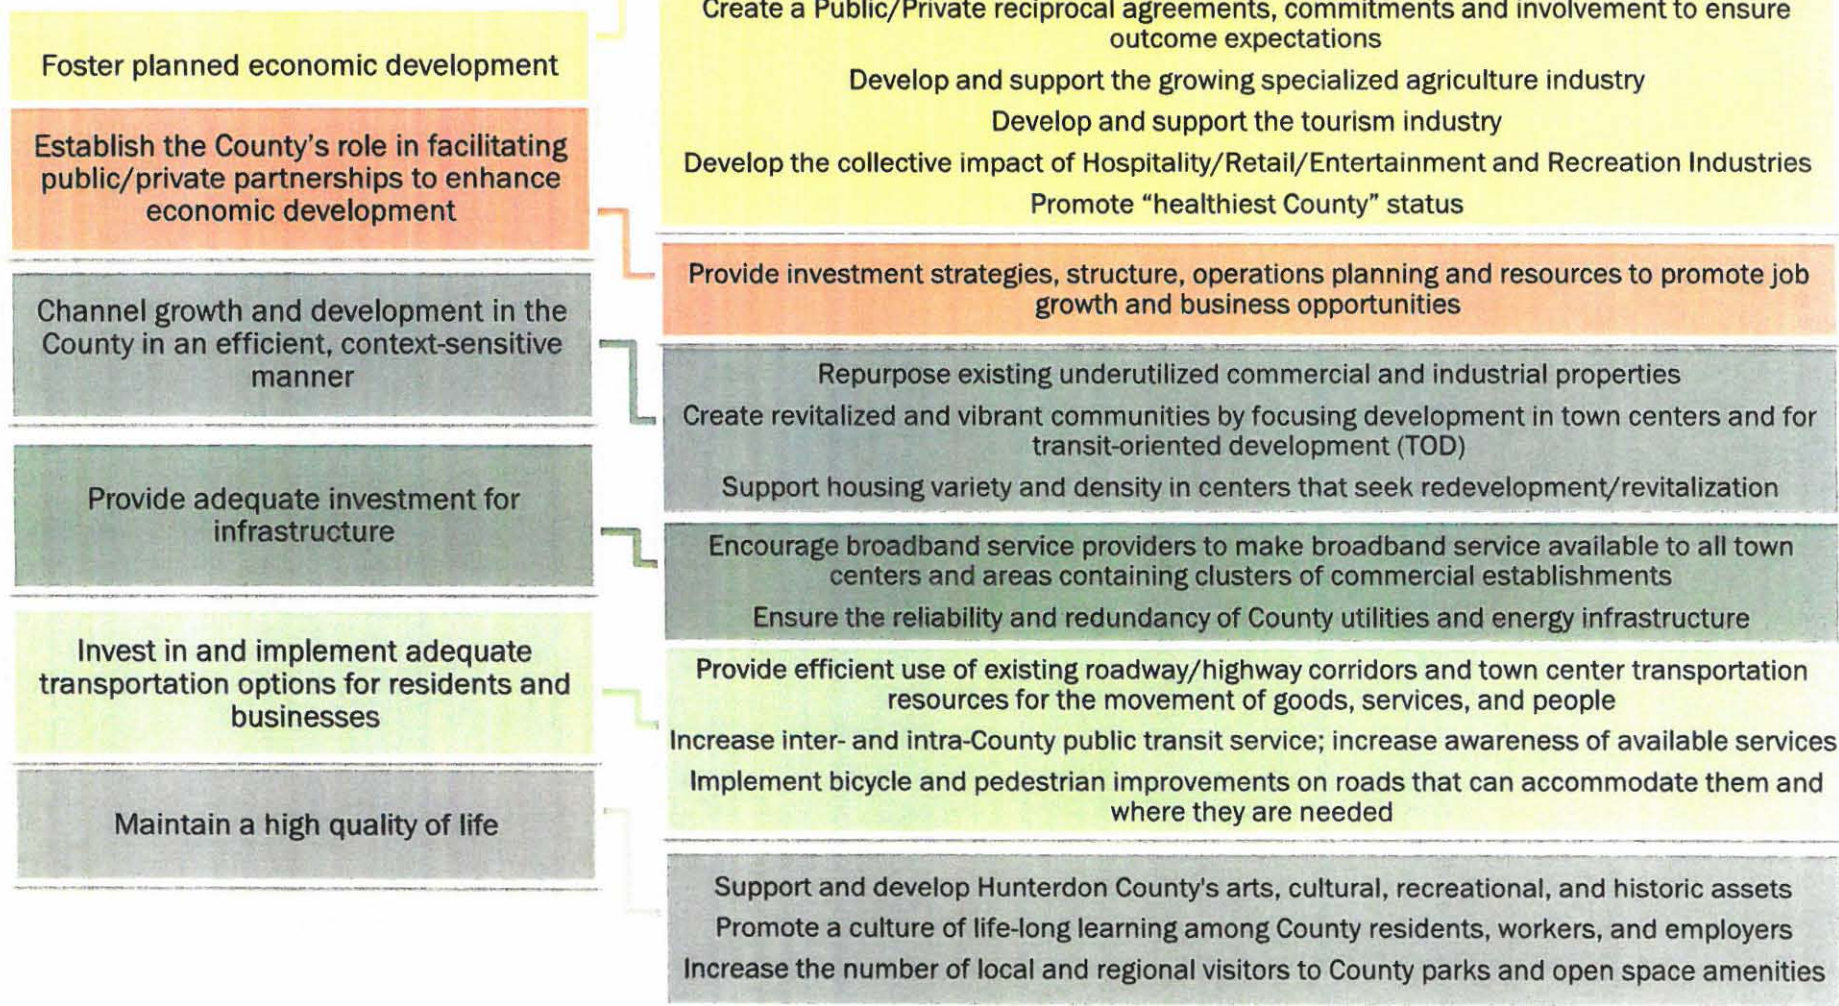 Foster planned economic development
Establish the County's role in facilitating
public/private partnerships to enhance
economic development
Channel growth and development in the
County in an efficient, context-sensitive
manner
Provide adequate investment for
infrastructure
Invest in and implement adequate
transportation options for residents and
businesses
Maintain a high quality of life
Create a Public/Private reciprocal agreements, commitments and involvement to ensure
outcome expectations
Develop and support the growing specialized agriculture industry
Develop and support the tourism industry
Develop the collective impact of Hospitality/Retail/Entertainment and Recreation Industries
Promote “healthiest County” status
Provide investment strategies, structure, operations planning and resources to promote job
growth and business opportunities
Repurpose existing underutilized commercial and industrial properties
Create revitalized and vibrant communities by focusing development in town centers and for
transit-oriented development (TOD)
Support housing variety and density in centers that seek redevelopment/revitalization
Encourage broadband service providers to make broadband service available to all town
centers and areas containing clusters of commercial establishments
Ensure the reliability and redundancy of County utilities and energy infrastructure
Provide efficient use of existing roadway/highway corridors and town center transportation
resources for the movement of goods, services, and people
Increase inter- and intra-County public transit service; increase awareness of available services
Implement bicycle and pedestrian improvements on roads that can accommodate them and
where they are needed
Support and develop Hunterdon County's arts, cultural, recreational, and historic assets
Promote a culture of life-long learning among County residents, workers, and employers
Increase the number of local and regional visitors to County parks and open space amenities